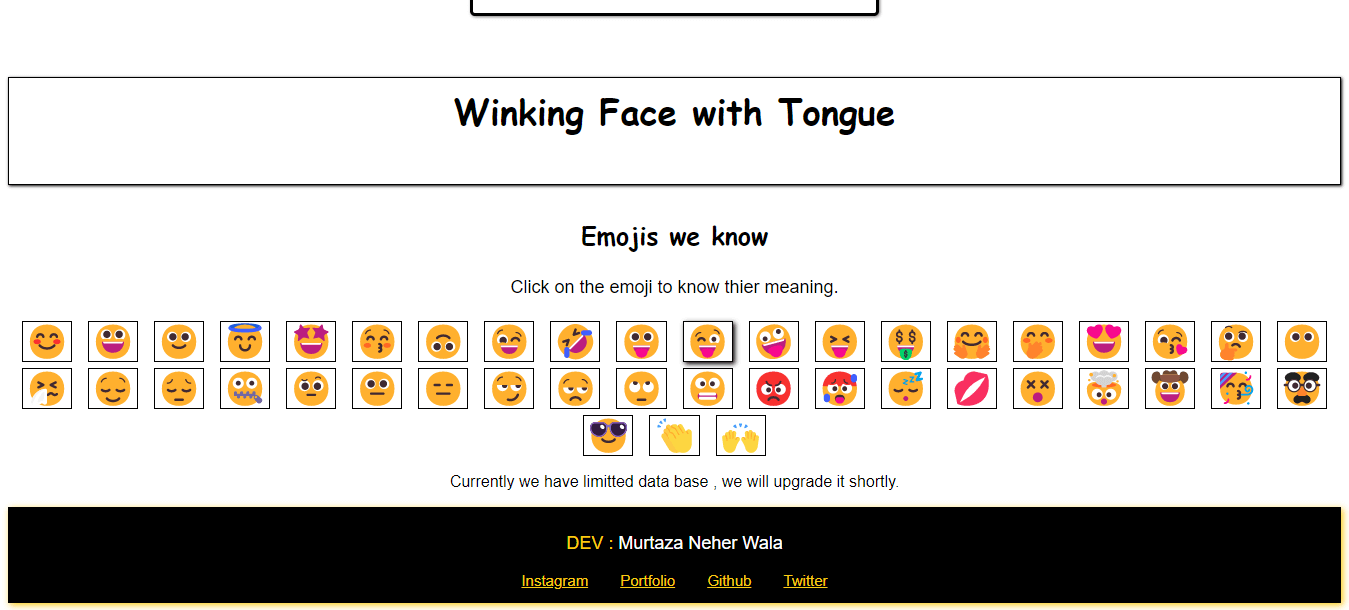 Winking Face with Tongue
Emojis we know
Click on the emoji to know thier meaning.
Currently we have limitted data base , we will upgrade it shortly.
DEV : Murtaza Neher Wala
Instagram Portfolio Github Twitter